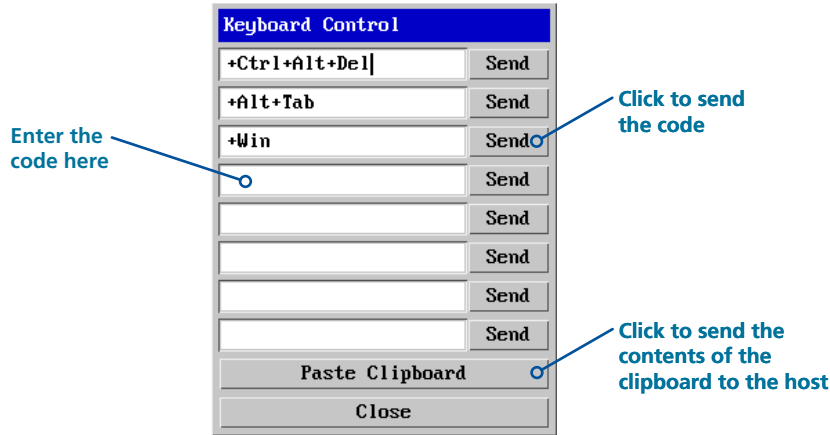 Keyboard Control
+Ctrl+Alt+Del Send
+Alt+Tab Send
Click to send
the code
Enter the
code here
+Win Send
Send
Send
Send
Send
Send
Click to send the
contents of the
clipboard to the host
Paste Clipboard
Close